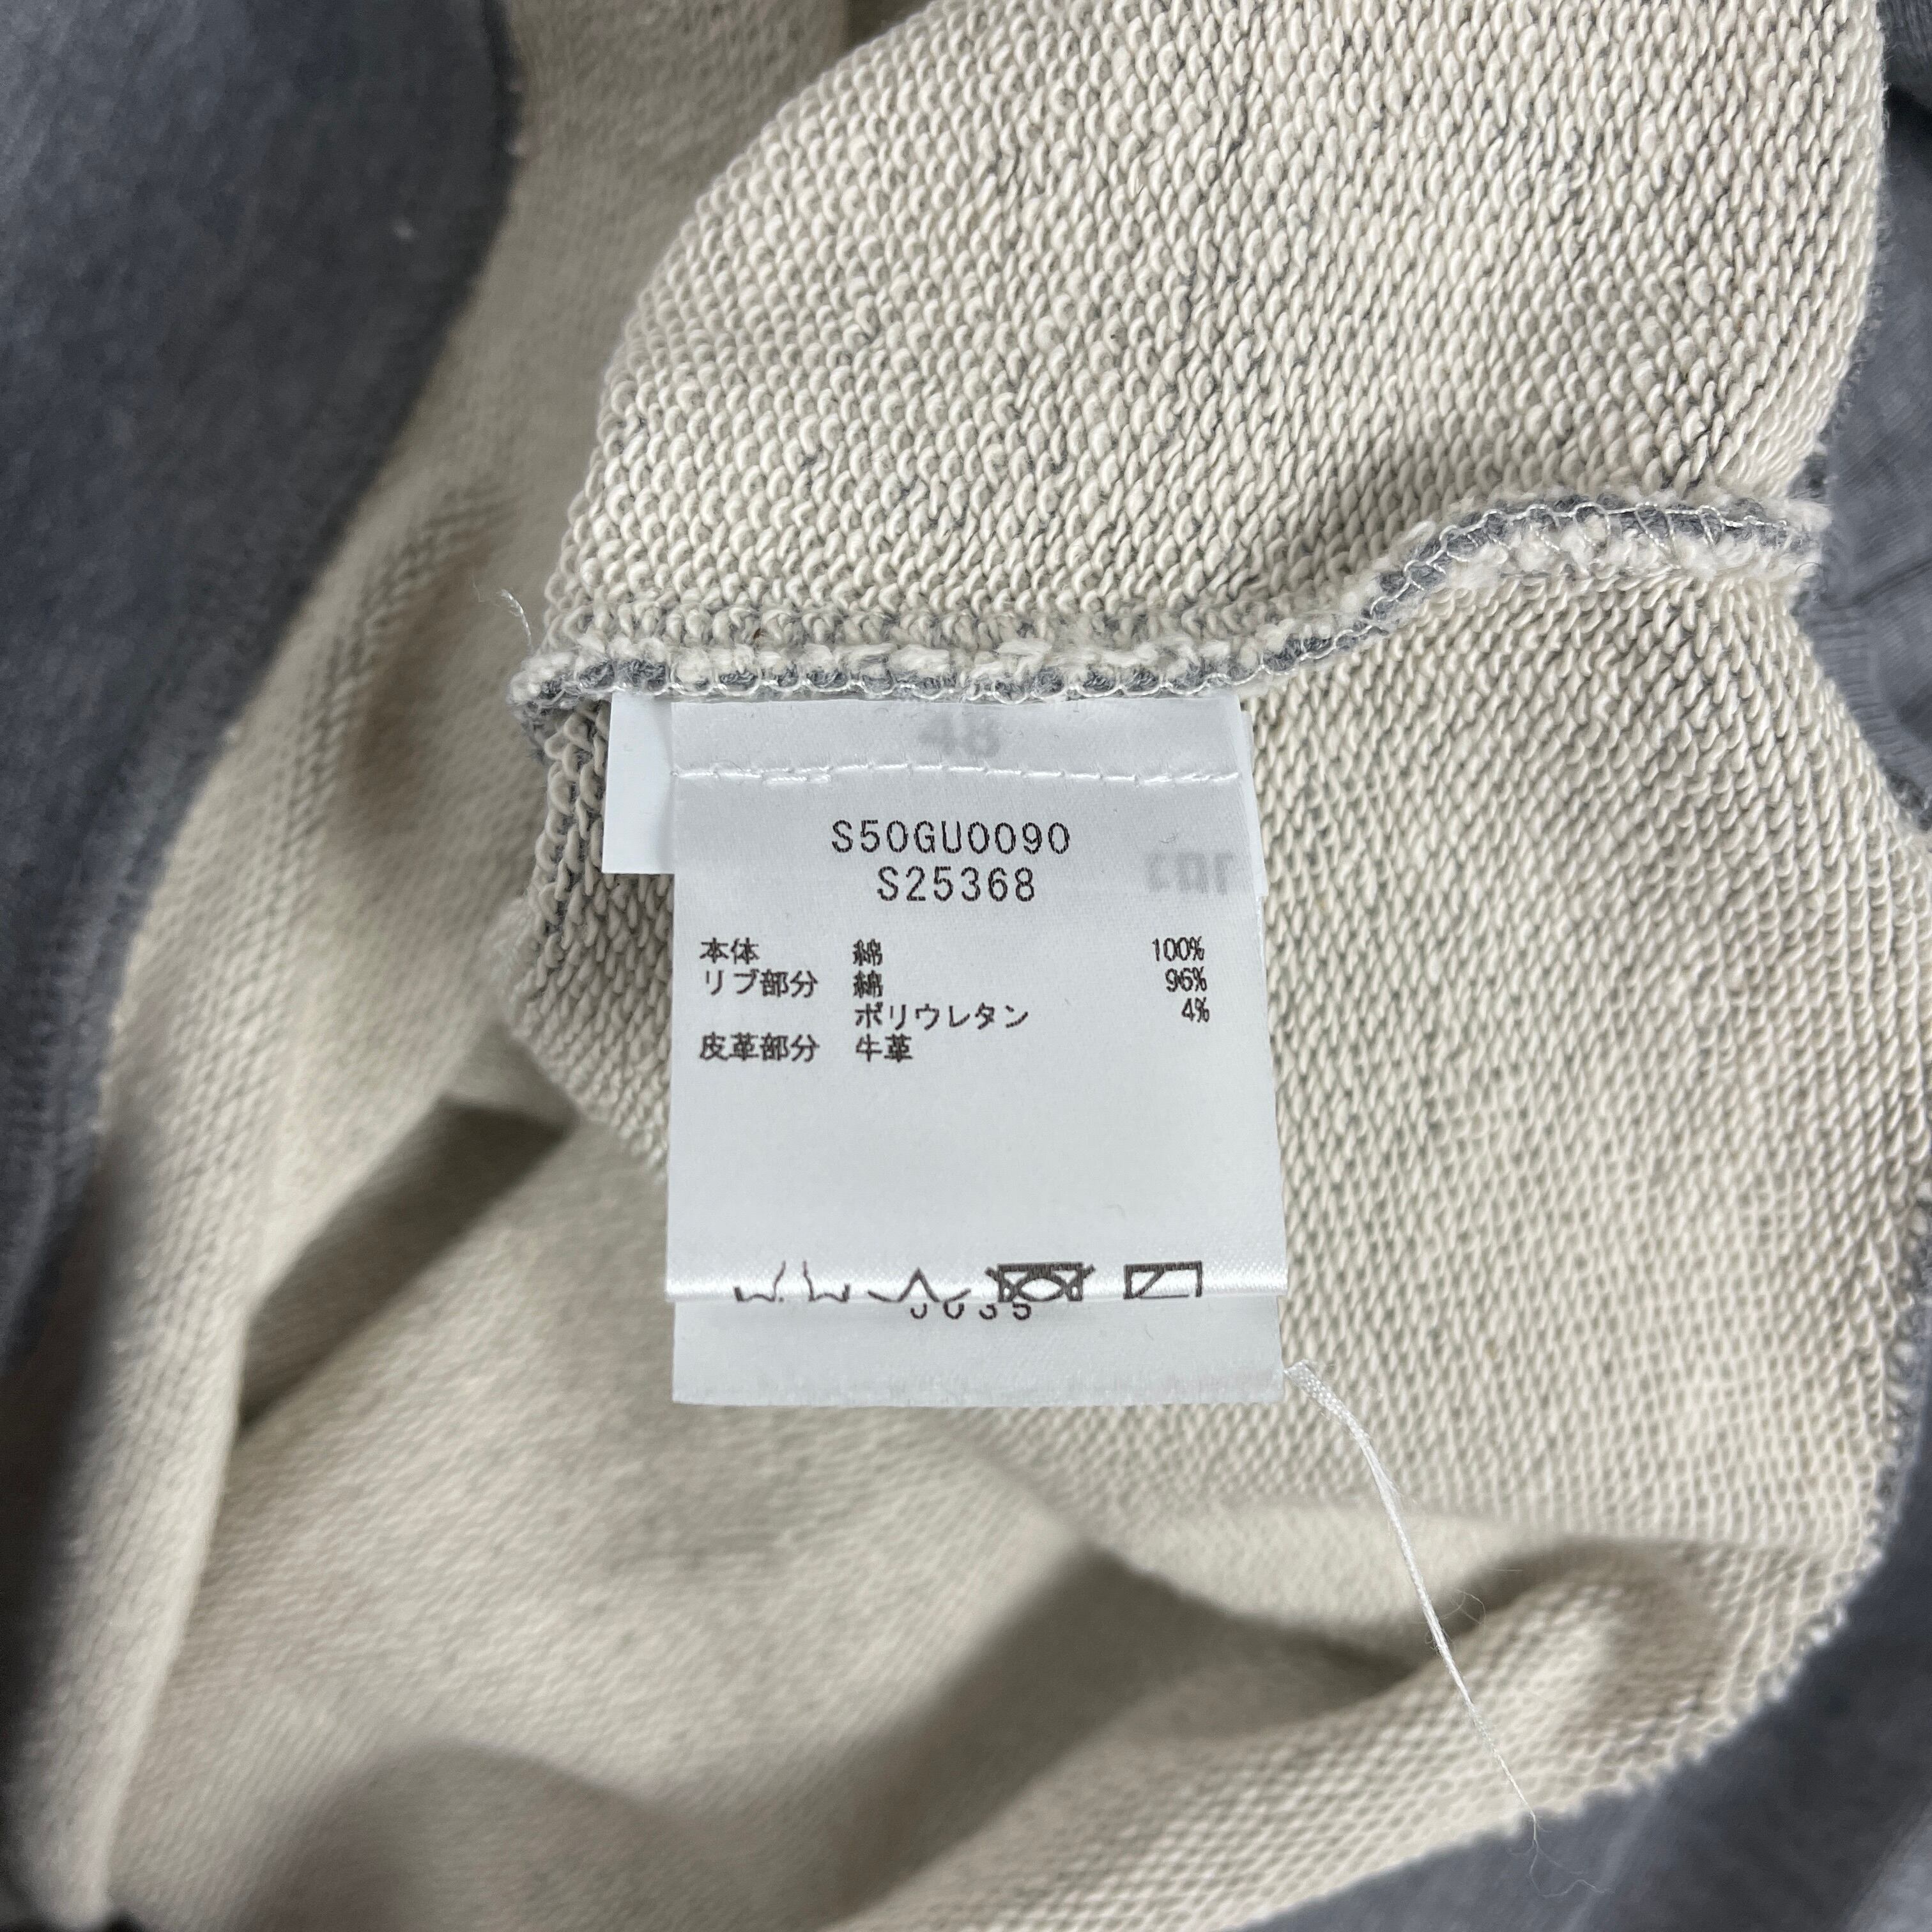 48
S50GU0090
S25368
本体 綿 100%
リブ部分 綿 96%
ポリウレタン 4%
皮革部分 牛革